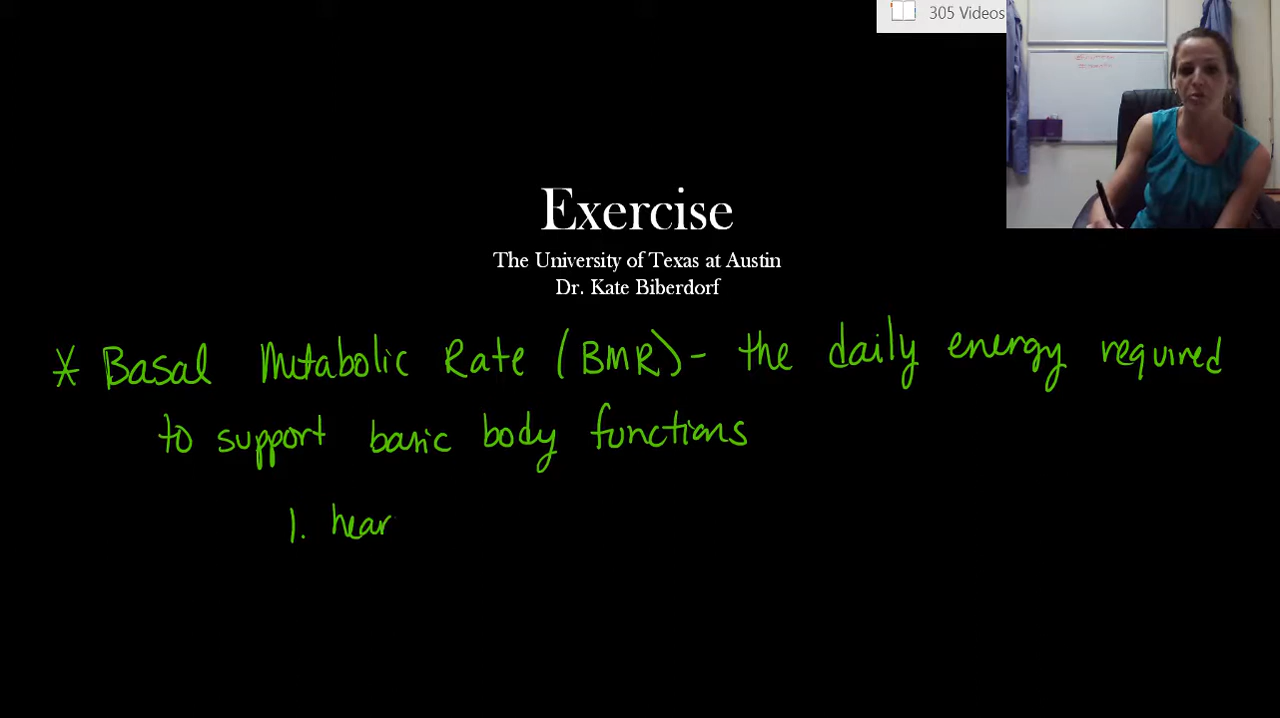 305 Videos
Exercise
The University of Texas at Austin
Dr. Kate Biberdorf
* Basal Metabolic Rate (BMR) - the daily energy required
to support basic body functions
1. hear